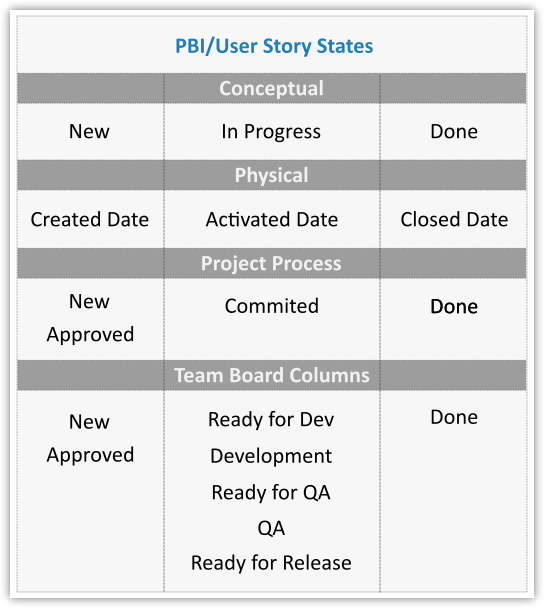 PBI/User Story States
Conceptual
New In Progress Done
Physical
Created Date Activated Date Closed Date
Project Process
New Commited Done
Approved
Team Board Columns
New Ready for Dev Done
Approved Development
Ready for QA
QA
Ready for Release